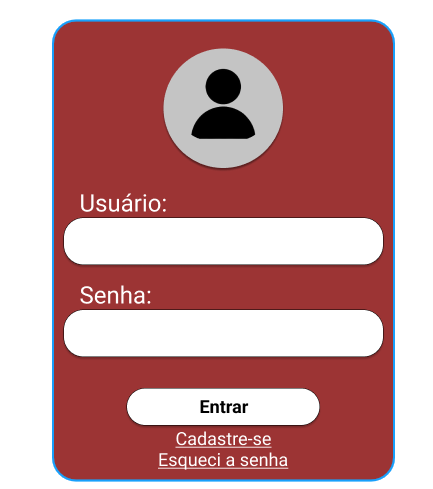 Usuário:
Senha:
Entrar
Cadastre-se
Esqueci a senha